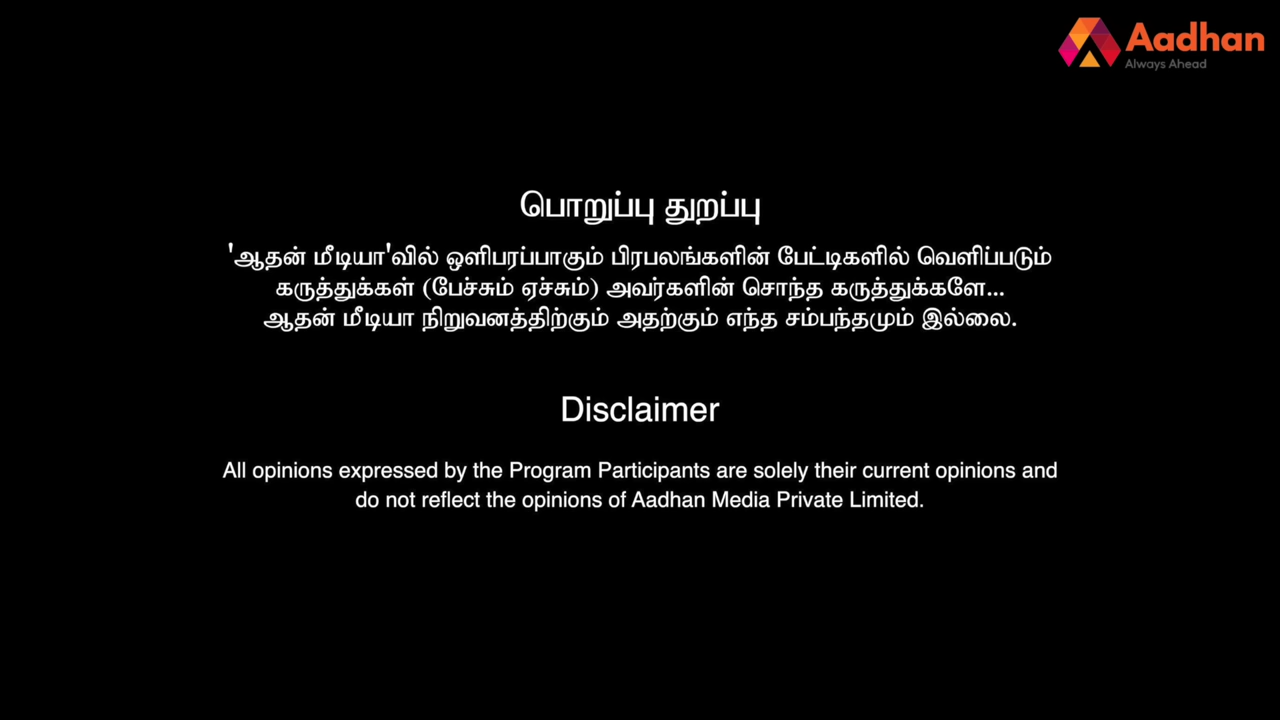 Aadhan
Always Ahead
பொறுப்பு துறப்பு
'ஆதன் மீடியா'வில் ஒளிபரப்பாகும் பிரபலங்களின் பேட்டிகளில் வெளிப்படும்
கருத்துக்கள் (பேச்சும் ஏச்சும்) அவர்களின் சொந்த கருத்துக்களே...
ஆதன் மீடியா நிறுவனத்திற்கும் அதற்கும் எந்த சம்பந்தமும் இல்லை.
Disclaimer
All opinions expressed by the Program Participants are solely their current opinions and
do not reflect the opinions of Aadhan Media Private Limited.